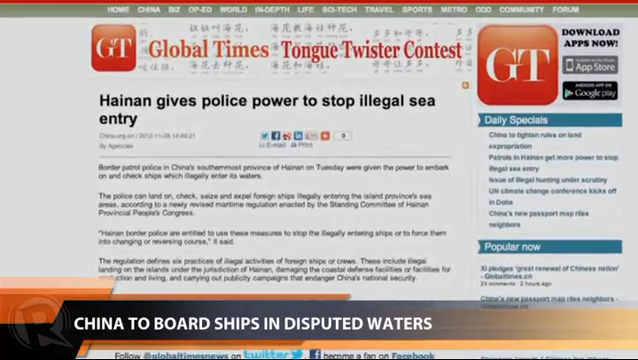 HOME CHINA BIZ OP-ED WORLD IN-DEPTH LIFE SCI-TECH TRAVEL SPORTS METRO ODD COMMUNITY FORUM
GT Global Times Tongue Twister Contest
DOWNLOAD
APPS NOW!
GT
App Store
ANDROID APP ON
Google play
Hainan gives police power to stop illegal sea
entry
China.org.cn | 2012-11-28
By Agencies
0
E-mail Print
Border patrol police in China's southernmost province of Hainan on Tuesday were given the power to embark
on and check ships which illegally enter its waters.
The police can land on, check, seize and expel foreign ships illegally entering the island province's sea
areas, according to a newly revised maritime regulation enacted by the Standing Committee of Hainan
Provincial People's Congress.
"Hainan border police are entitled to use these measures to stop the illegally entering ships or to force them
into changing or reversing course," it said.
The regulation defines six practices of illegal activities of foreign ships or crews. These include illegal
landing on the islands under the jurisdiction of Hainan, damaging the coastal defense facilities or facilities for
production and living, and carrying out publicity campaigns that endanger China's national security.
Daily Specials
China to tighten rules on land
expropriation
Patrols in Hainan get more power to stop
illegal sea entry
Issue of illegal hunting under scrutiny
UN climate change conference kicks off
in Doha
China's new passport map riles
neighbors
Popular now
Xi pledges 'great renewal of Chinese nation'
- Globaltimes.cn
23 comments · 2 hours ago
China's new passport map riles neighbors -
R
CHINA TO BOARD SHIPS IN DISPUTED WATERS
Follow @globaltimesnews on twitter become a fan on Facebook